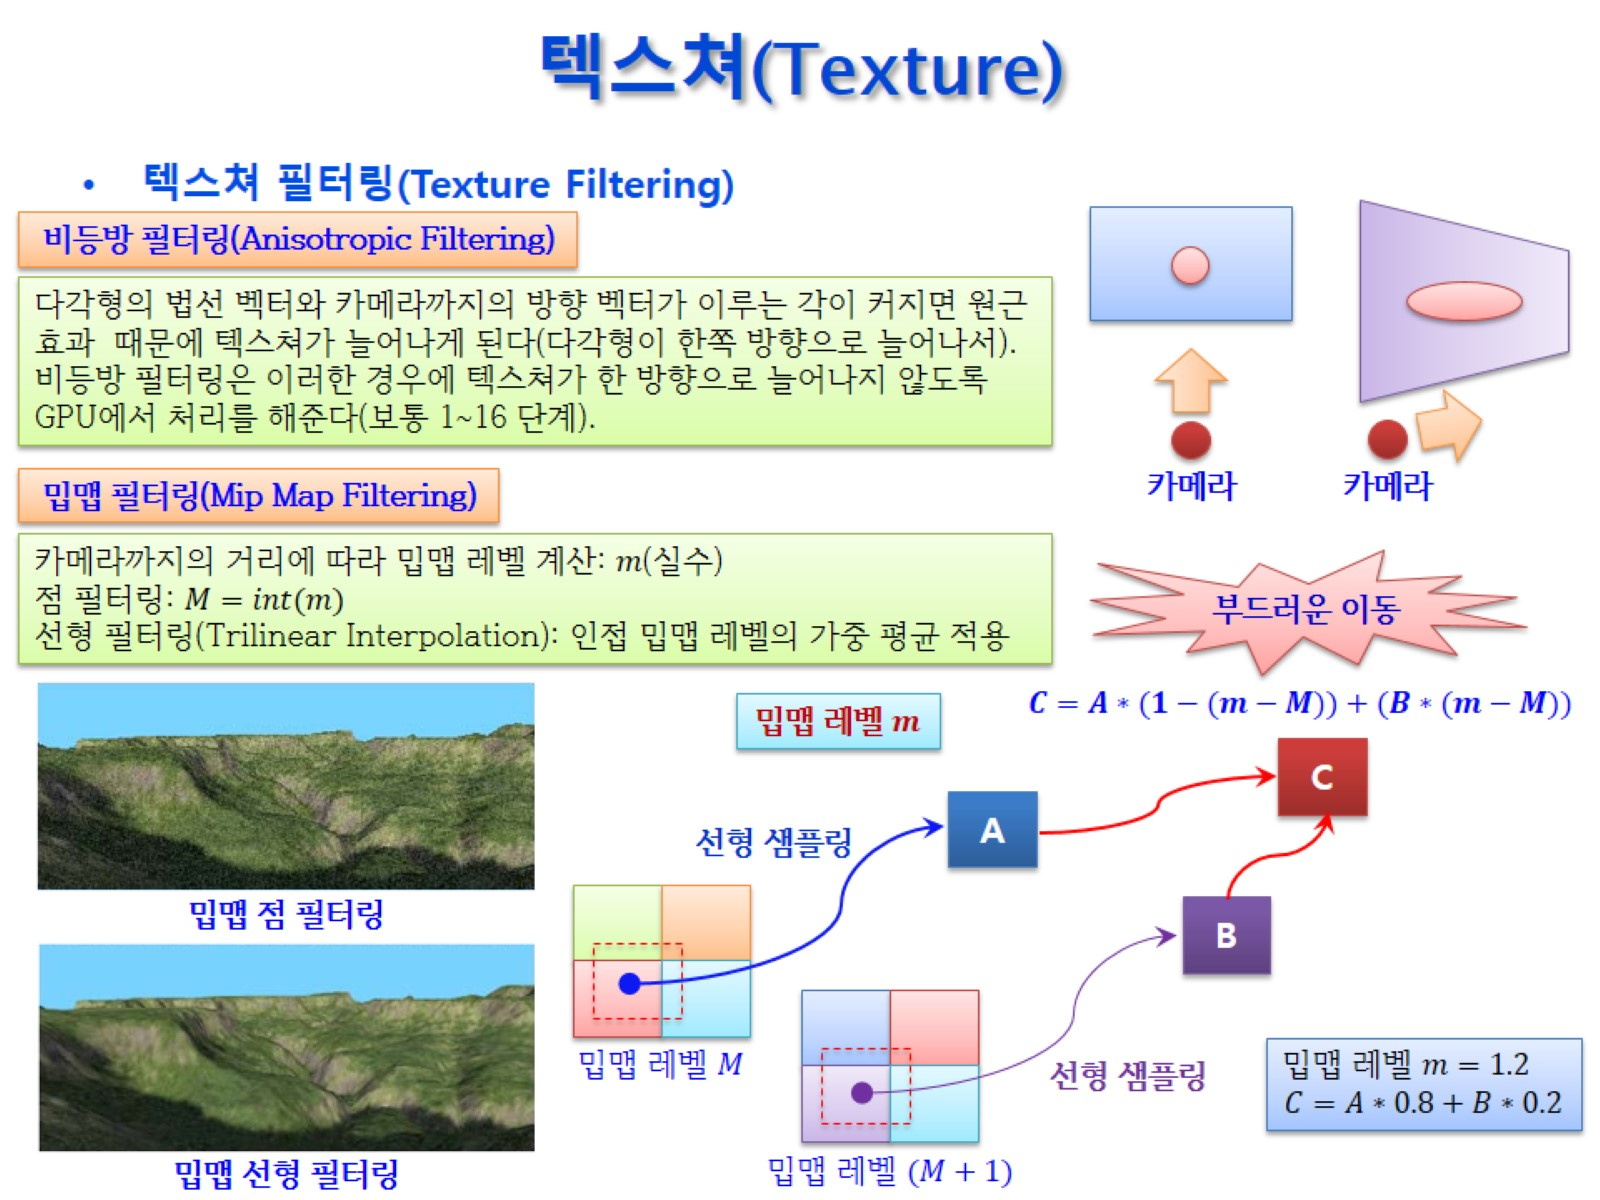 텍스쳐(Texture)
• 텍스쳐 필터링(Texture Filtering)
비등방 필터링(Anisotropic Filtering)
다각형의 법선 벡터와 카메라까지의 방향 벡터가 이루는 각이 커지면 원근
효과 때문에 텍스쳐가 늘어나게 된다(다각형이 한쪽 방향으로 늘어나서).
비등방 필터링은 이러한 경우에 텍스쳐가 한 방향으로 늘어나지 않도록
GPU에서 처리를 해준다(보통 1~16 단계).
카메라
카메라
밉맵 필터링(Mip Map Filtering)
카메라까지의 거리에 따라 밉맵 레벨 계산: m(실수)
점 필터링: M = int(m)
선형 필터링(Trilinear Interpolation): 인접 밉맵 레벨의 가중 평균 적용
부드러운 이동
C = A * (1 − (m − M)) + (B * (m − M))
밉맵 레벨 m
C
A
선형 샘플링
밉맵 점 필터링
B
밉맵 레벨 M
선형 샘플링
밉맵 레벨 m = 1.2
C = A * 0.8 + B * 0.2
밉맵 선형 필터링
밉맵 레벨 (M + 1)